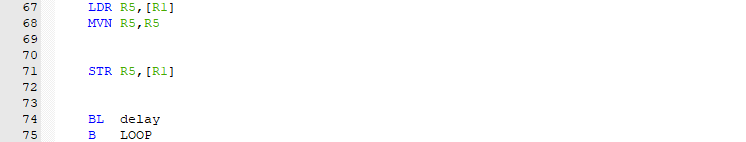 67 LDR R5,[R1]
68 MVN R5,R5
69
70
71 STR R5,[R1]
72
73
74 BL delay
75 B LOOP